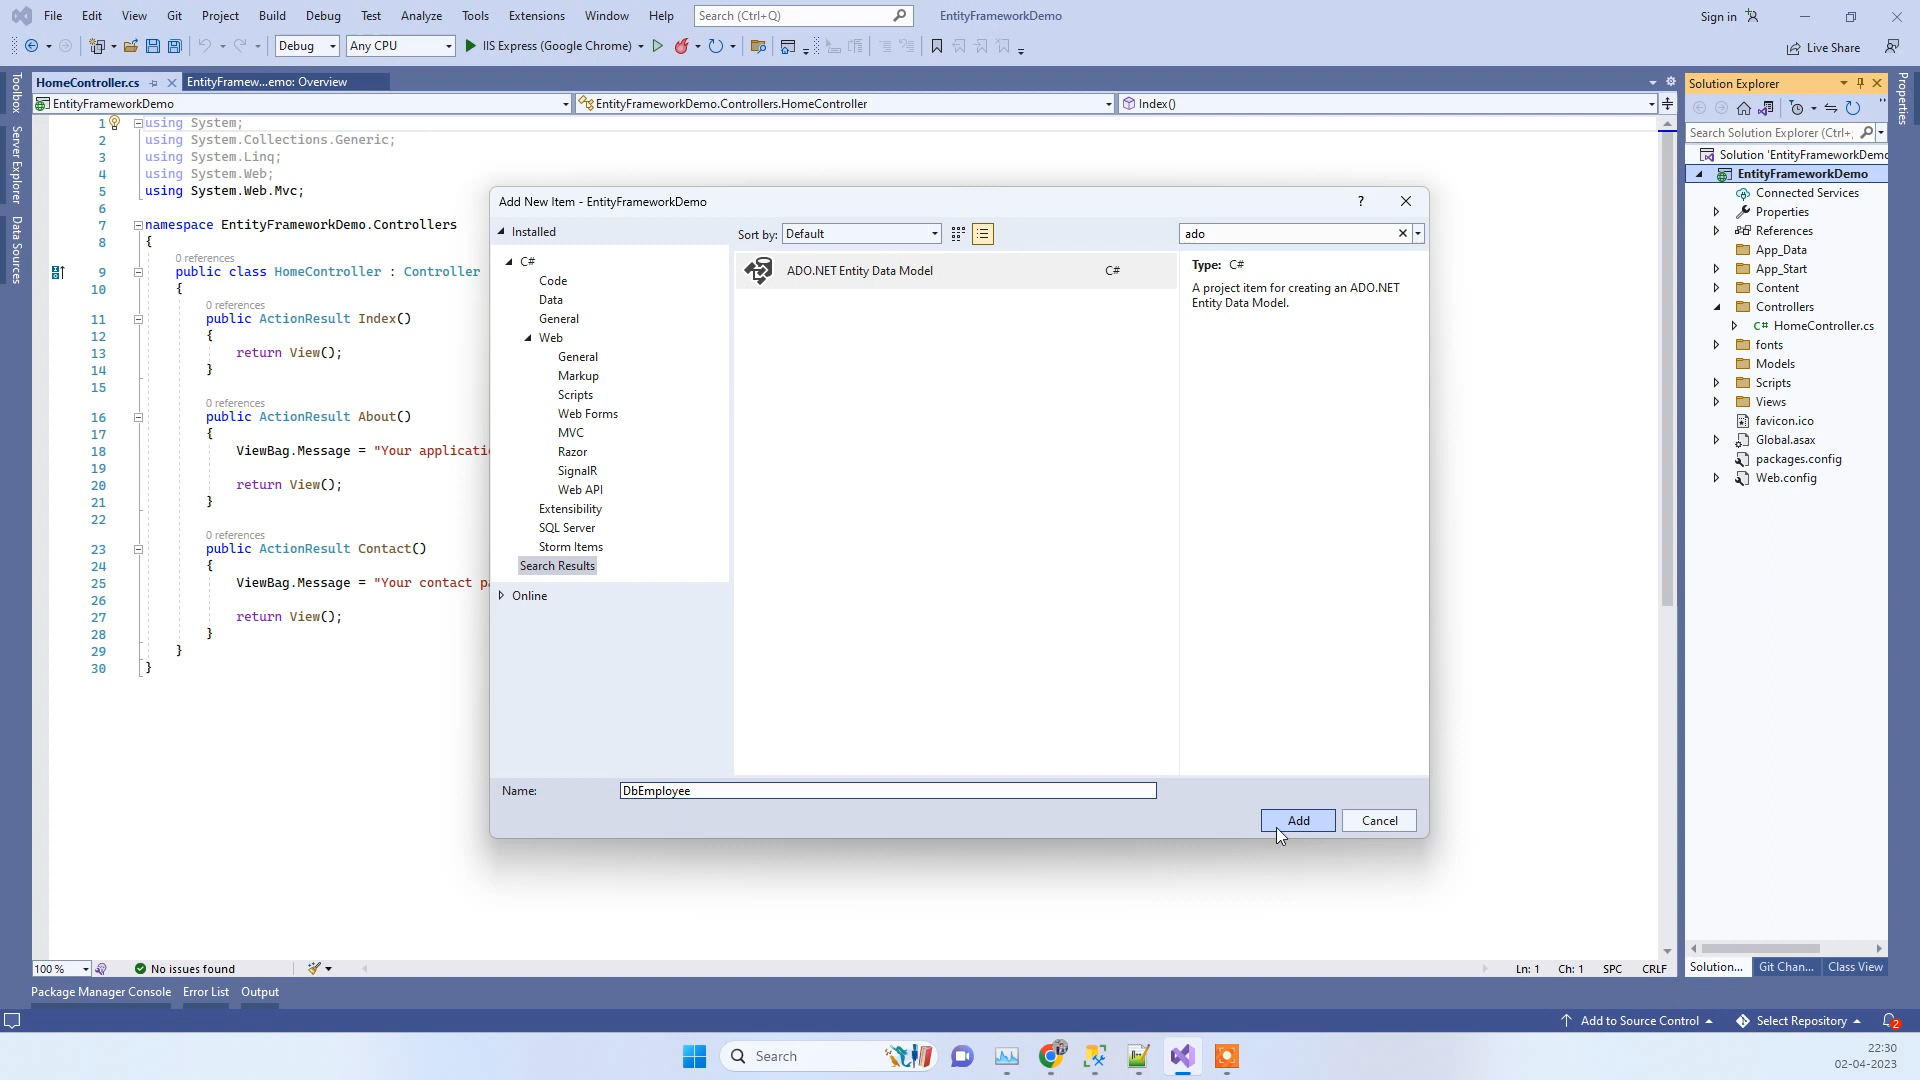 File Edit View Git Project Build Debug Test Analyze Tools Extensions Window Help Search (Ctrl+Q) EntityFrameworkDemo Sign in
Debug Any CPU IIS Express (Google Chrome) Live Share
HomeController.cs EntityFramew...emo: Overview
EntityFrameworkDemo EntityFrameworkDemo.Controllers.HomeController Index()
Toolbox
Server Explorer
Data Sources
1 using System;
2 using System.Collections.Generic;
3 using System.Linq;
4 using System.Web;
5 using System.Web.Mvc;
6
7 namespace EntityFrameworkDemo.Controllers
8 {
0 references
9 public class HomeController : Controller
10 {
0 references
11 public ActionResult Index()
12 {
13 return View();
14 }
15
0 references
16 public ActionResult About()
17 {
18 ViewBag.Message = "Your applicati
19
20 return View();
21 }
22
0 references
23 public ActionResult Contact()
24 {
25 ViewBag.Message = "Your contact p
26
27 return View();
28 }
29 }
30 }
Add New Item - EntityFrameworkDemo ?
Installed
Sort by: Default
ado
C#
Code
Data
General
Web
General
Markup
Scripts
Web Forms
MVC
Razor
SignalR
Web API
Extensibility
SQL Server
Storm Items
Search Results
Online
ADO.NET Entity Data Model C#
Type: C#
A project item for creating an ADO.NET
Entity Data Model.
Name: DbEmployee
Add Cancel
Solution Explorer
Search Solution Explorer (Ctrl+;
Solution 'EntityFrameworkDemo
EntityFrameworkDemo
Connected Services
Properties
References
App_Data
App_Start
Content
Controllers
C# HomeController.cs
fonts
Models
Scripts
Views
favicon.ico
Global.asax
packages.config
Web.config
Solution... Git Chan... Class View
Properties
100 % No issues found Ln: 1 Ch: 1 SPC CRLF
Package Manager Console Error List Output
Add to Source Control Select Repository 2
Search
22:30
02-04-2023